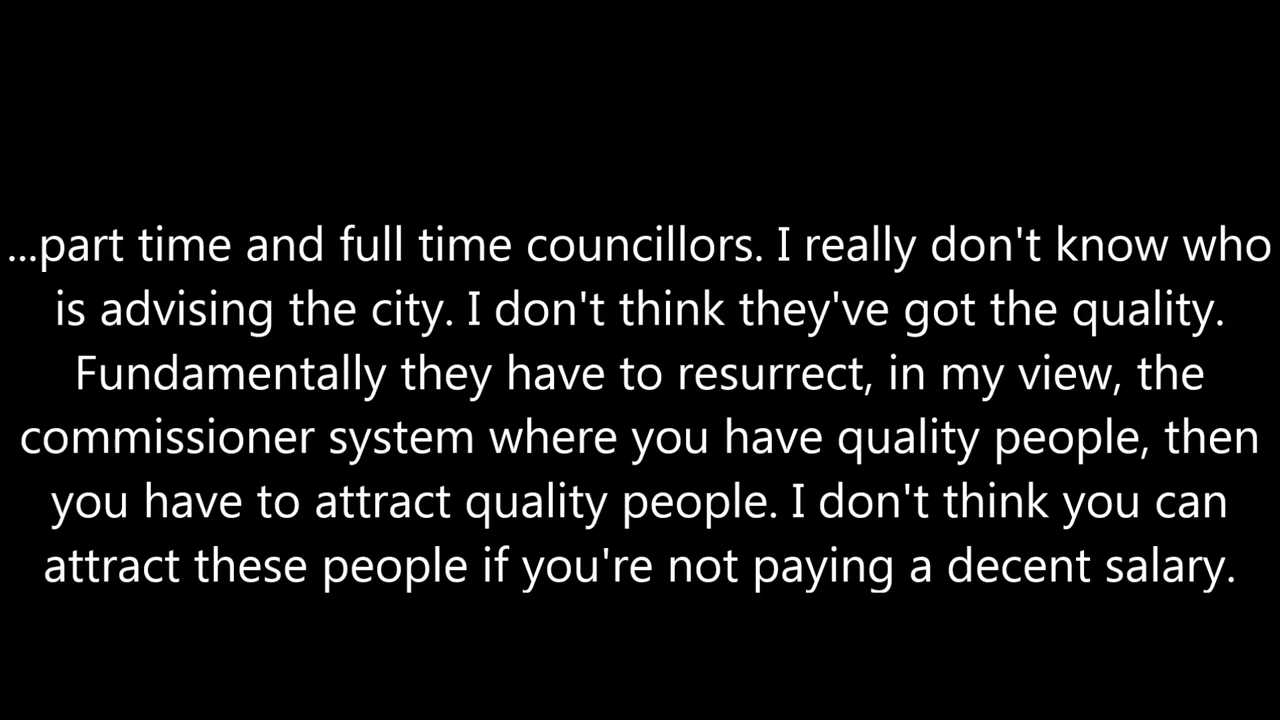 ...part time and full time councillors. I really don't know who
is advising the city. I don't think they've got the quality.
Fundamentally they have to resurrect, in my view, the
commissioner system where you have quality people, then
you have to attract quality people. I don't think you can
attract these people if you're not paying a decent salary.